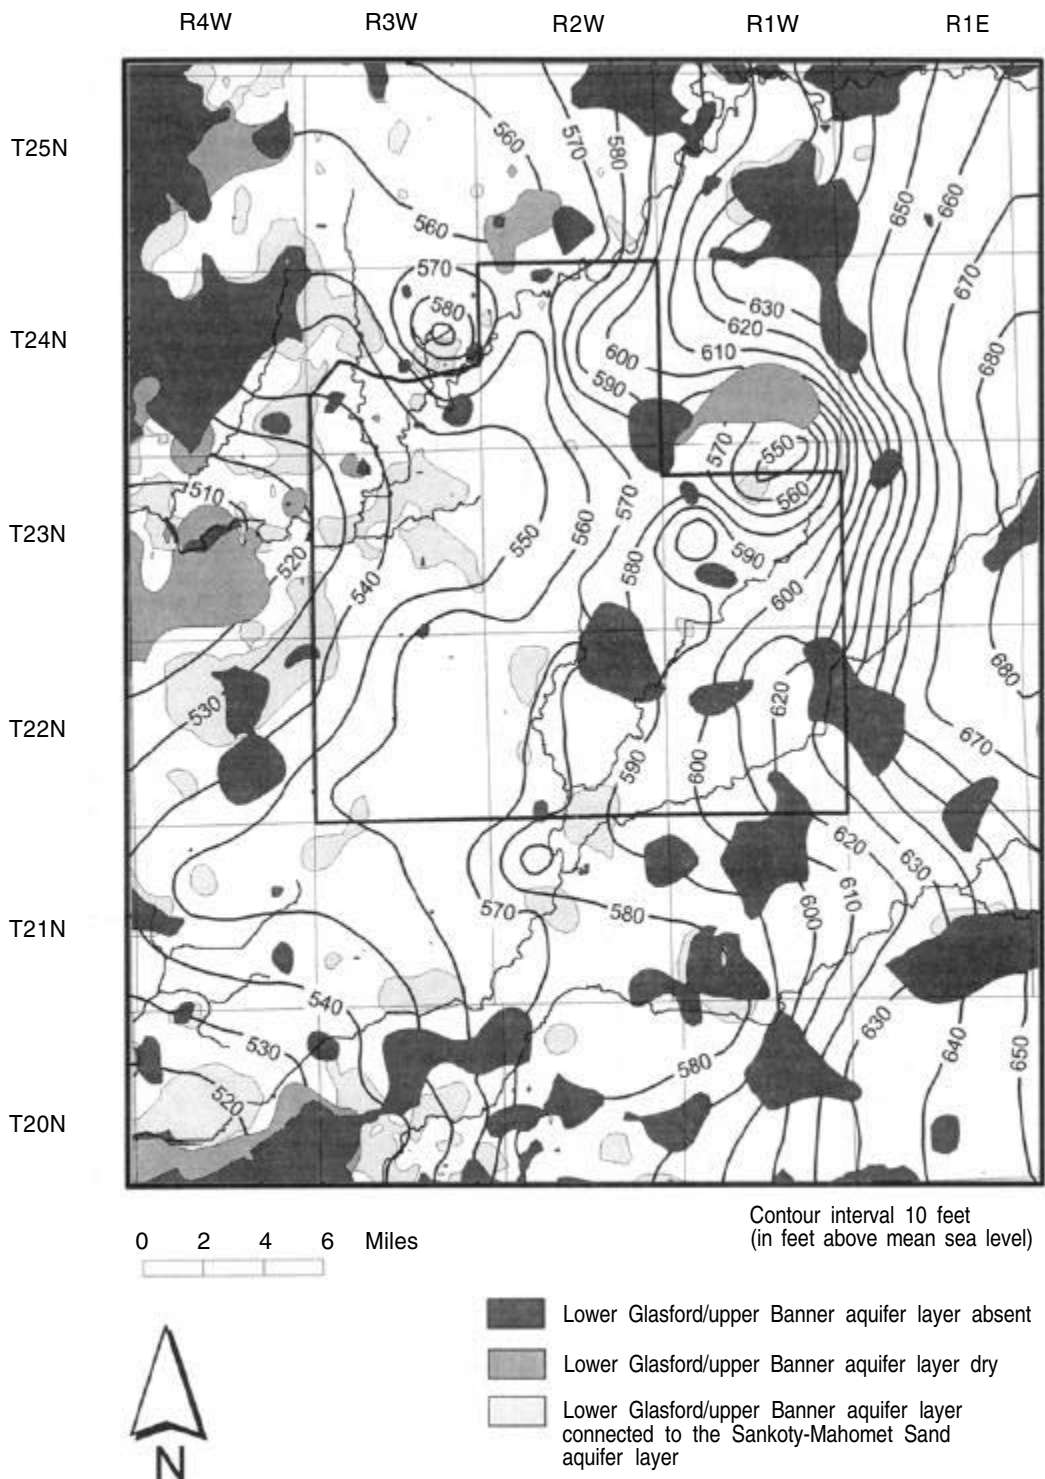 R4W R3W R2W R1W R1E
T25N
T24N
T23N
T22N
T21N
T20N
560
570
580
650
660
560
570
670
580
630
620
600
610
680
590
570
550
510
570
560
560
550
590
520
580
540
600
680
620
530
670
590
600
620
630
610
570
580
600
540
630
530
640
650
580
520
0 2 4 6 Miles
Contour interval 10 feet
(in feet above mean sea level)
N
Lower Glasford/upper Banner aquifer layer absent
Lower Glasford/upper Banner aquifer layer dry
Lower Glasford/upper Banner aquifer layer
connected to the Sankoty-Mahomet Sand
aquifer layer